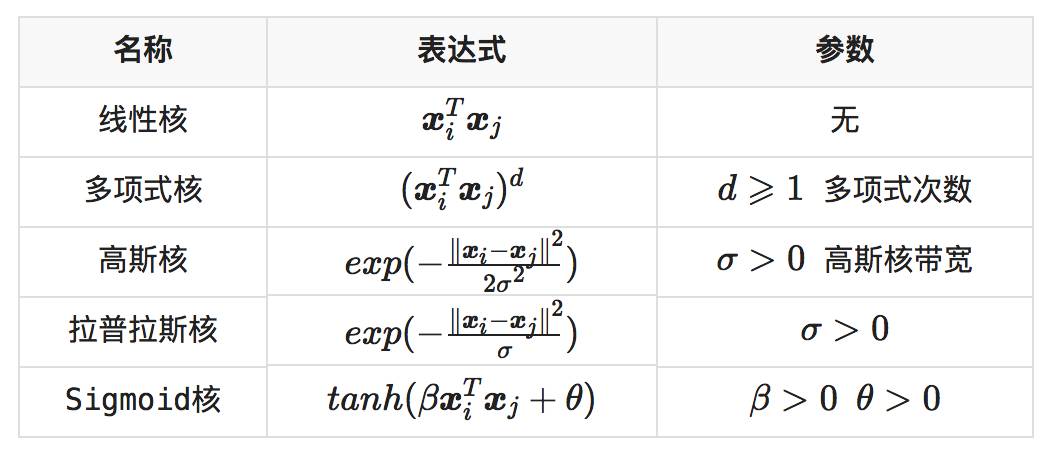 名称 表达式 参数
线性核 $\boldsymbol{x}_i^T\boldsymbol{x}_j$ 无
多项式核 $(\boldsymbol{x}_i^T\boldsymbol{x}_j)^d$ $d \geqslant 1$ 多项式次数
高斯核 $exp(-\frac{\|\boldsymbol{x}_i-\boldsymbol{x}_j\|^2}{2\sigma^2})$ $\sigma > 0$ 高斯核带宽
拉普拉斯核 $exp(-\frac{\|\boldsymbol{x}_i-\boldsymbol{x}_j\|^2}{\sigma})$ $\sigma > 0$
Sigmoid核 $tanh(\beta\boldsymbol{x}_i^T\boldsymbol{x}_j+\theta)$ $\beta > 0$ $\theta > 0$